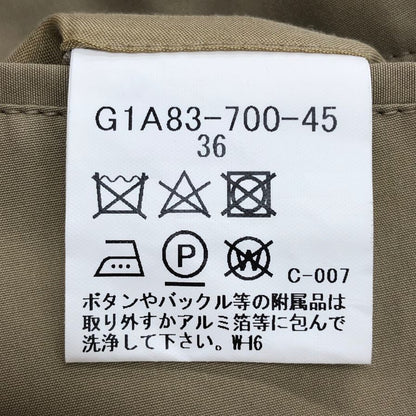 G1A83-700-45
36
P W C-007
ボタンやバックル等の附属品は
取り外すかアルミ箔等に包んで
洗浄して下さい。W-16